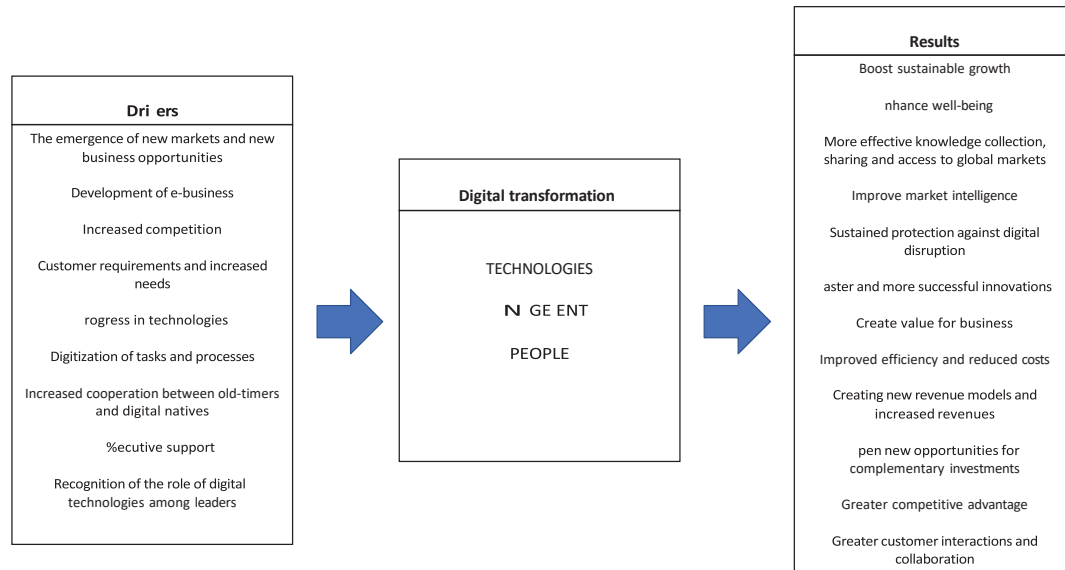 Dri ers
The emergence of new markets and new
business opportunities
Development of e-business
Increased competition
Customer requirements and increased
needs
rogress in technologies
Digitization of tasks and processes
Increased cooperation between old-timers
and digital natives
%ecutive support
Recognition of the role of digital
technologies among leaders
Digital transformation
TECHNOLOGIES
N GE ENT
PEOPLE
Results
Boost sustainable growth
nhance well-being
More effective knowledge collection,
sharing and access to global markets
Improve market intelligence
Sustained protection against digital
disruption
aster and more successful innovations
Create value for business
Improved efficiency and reduced costs
Creating new revenue models and
increased revenues
pen new opportunities for
complementary investments
Greater competitive advantage
Greater customer interactions and
collaboration